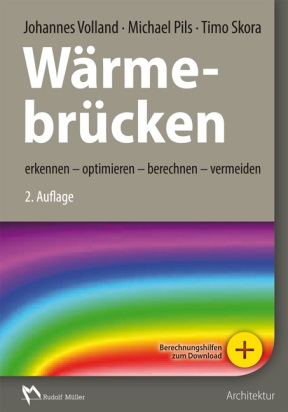 Johannes Volland · Michael Pils · Timo Skora
Wärme-
brücken
erkennen – optimieren – berechnen – vermeiden
2. Auflage
Berechnungshilfen
zum Download
+
Rudolf Müller
Architektur